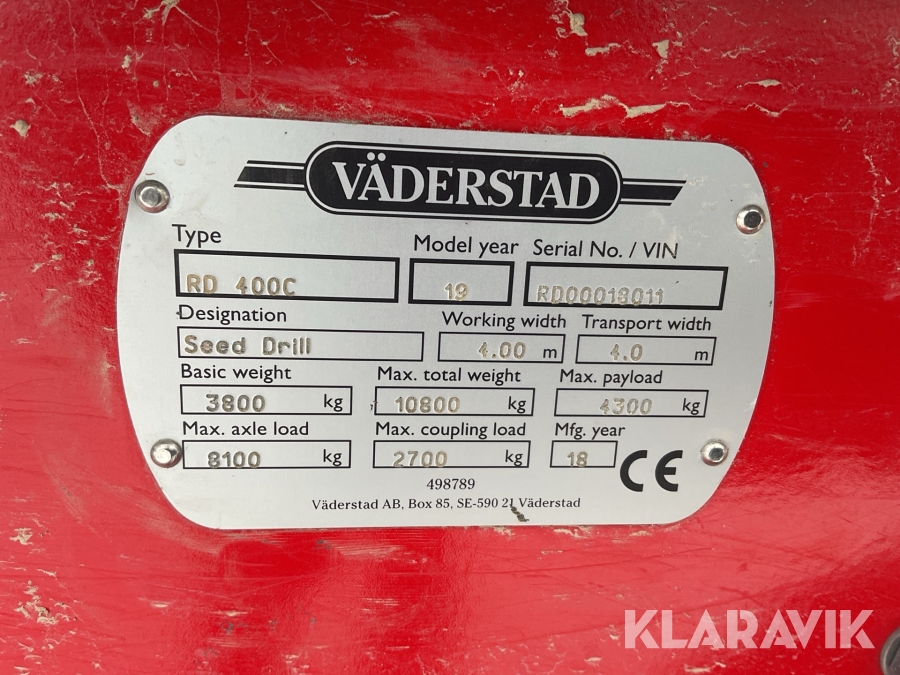 VÄDERSTAD
Type Model year Serial No. / VIN
RD 400C 19 RD00018011
Designation Working width Transport width
Seed Drill 4.00 m 4.0 m
Basic weight Max. total weight Max. payload
3800 kg 10800 kg 4300 kg
Max. axle load Max. coupling load Mfg. year
8100 kg 2700 kg 18 CE
498789
Väderstad AB, Box 85, SE-590 21 Väderstad
KLARAVIK